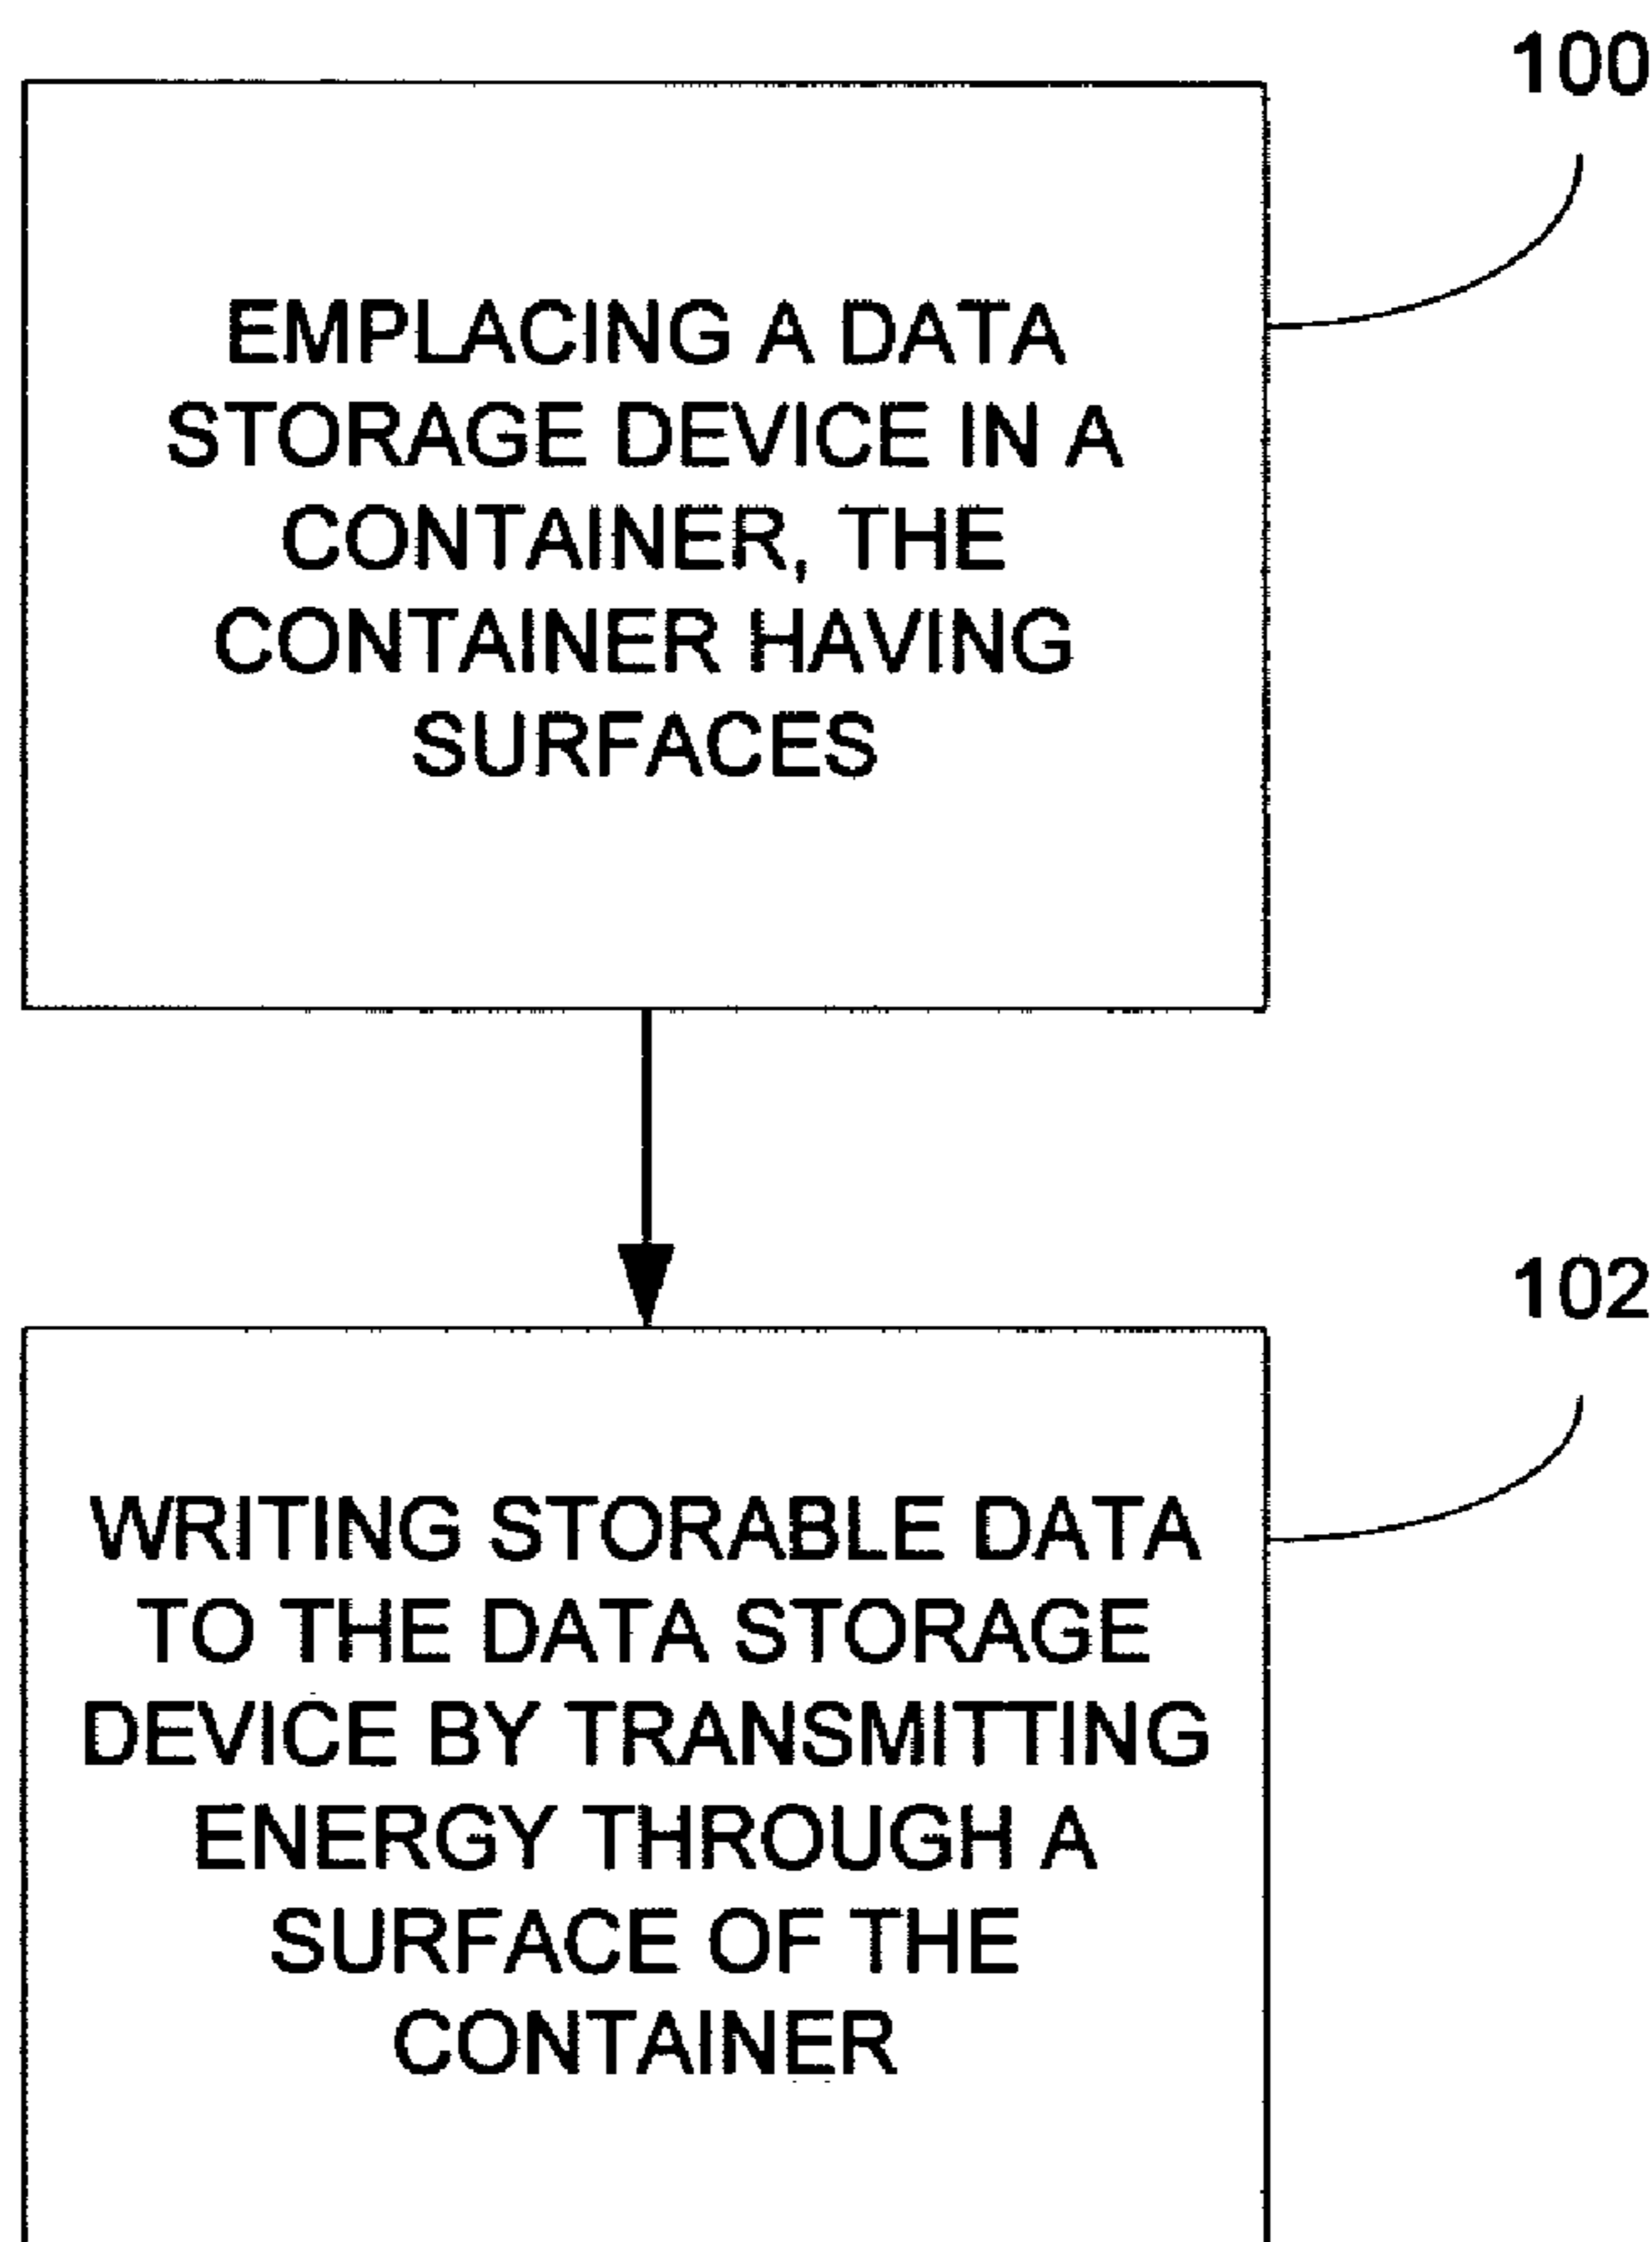 100
EMPLACING A DATA
STORAGE DEVICE IN A
CONTAINER, THE
CONTAINER HAVING
SURFACES
102
WRITING STORABLE DATA
TO THE DATA STORAGE
DEVICE BY TRANSMITTING
ENERGY THROUGH A
SURFACE OF THE
CONTAINER